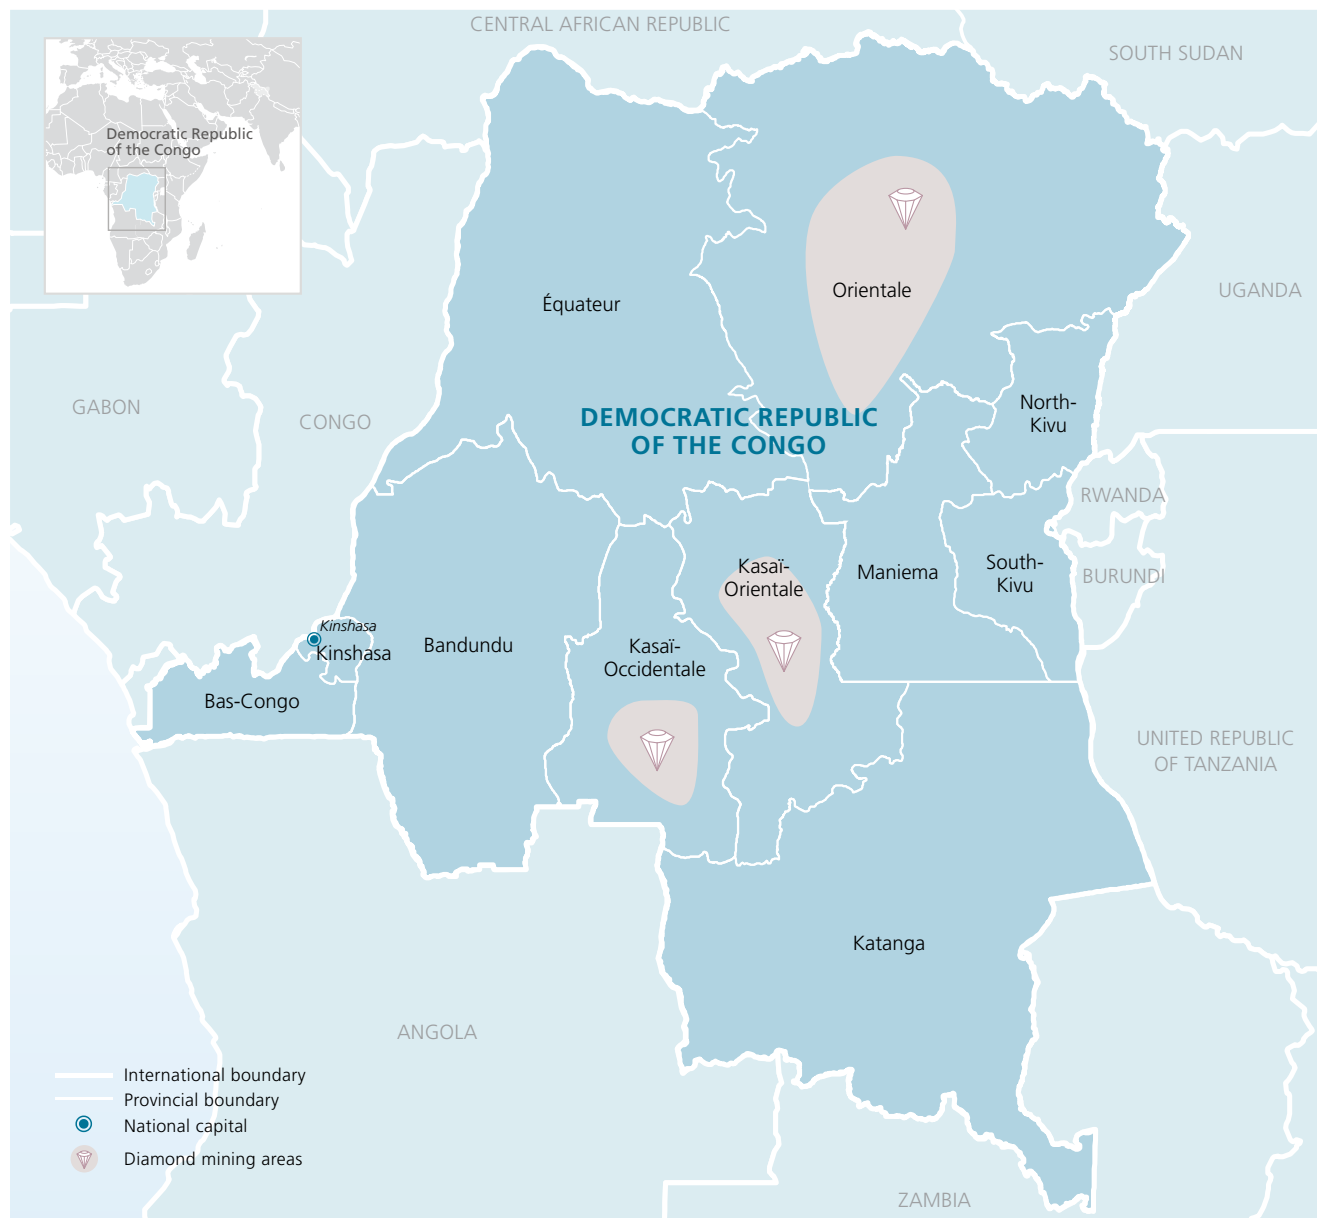 CENTRAL AFRICAN REPUBLIC
SOUTH SUDAN
Democratic Republic
of the Congo
Orientale
UGANDA
Équateur
GABON
CONGO
DEMOCRATIC REPUBLIC
OF THE CONGO
North-
Kivu
RWANDA
Kasaï-
Orientale
Maniema
South-
Kivu
BURUNDI
Kinshasa
Kinshasa
Bandundu
Kasaï-
Occidentale
Bas-Congo
UNITED REPUBLIC
OF TANZANIA
Katanga
ANGOLA
International boundary
Provincial boundary
National capital
Diamond mining areas
ZAMBIA